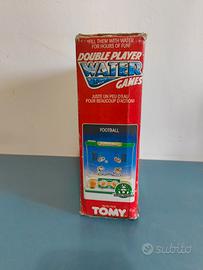 FILL THEM WITH WATER
FOR HOURS OF FUN!
DOUBLE PLAYER
WATER
GAMES
JUSTE UN PEU D'EAU
POUR BEAUCOUP D'ACTION!
FOOTBALL
TOMY
subito